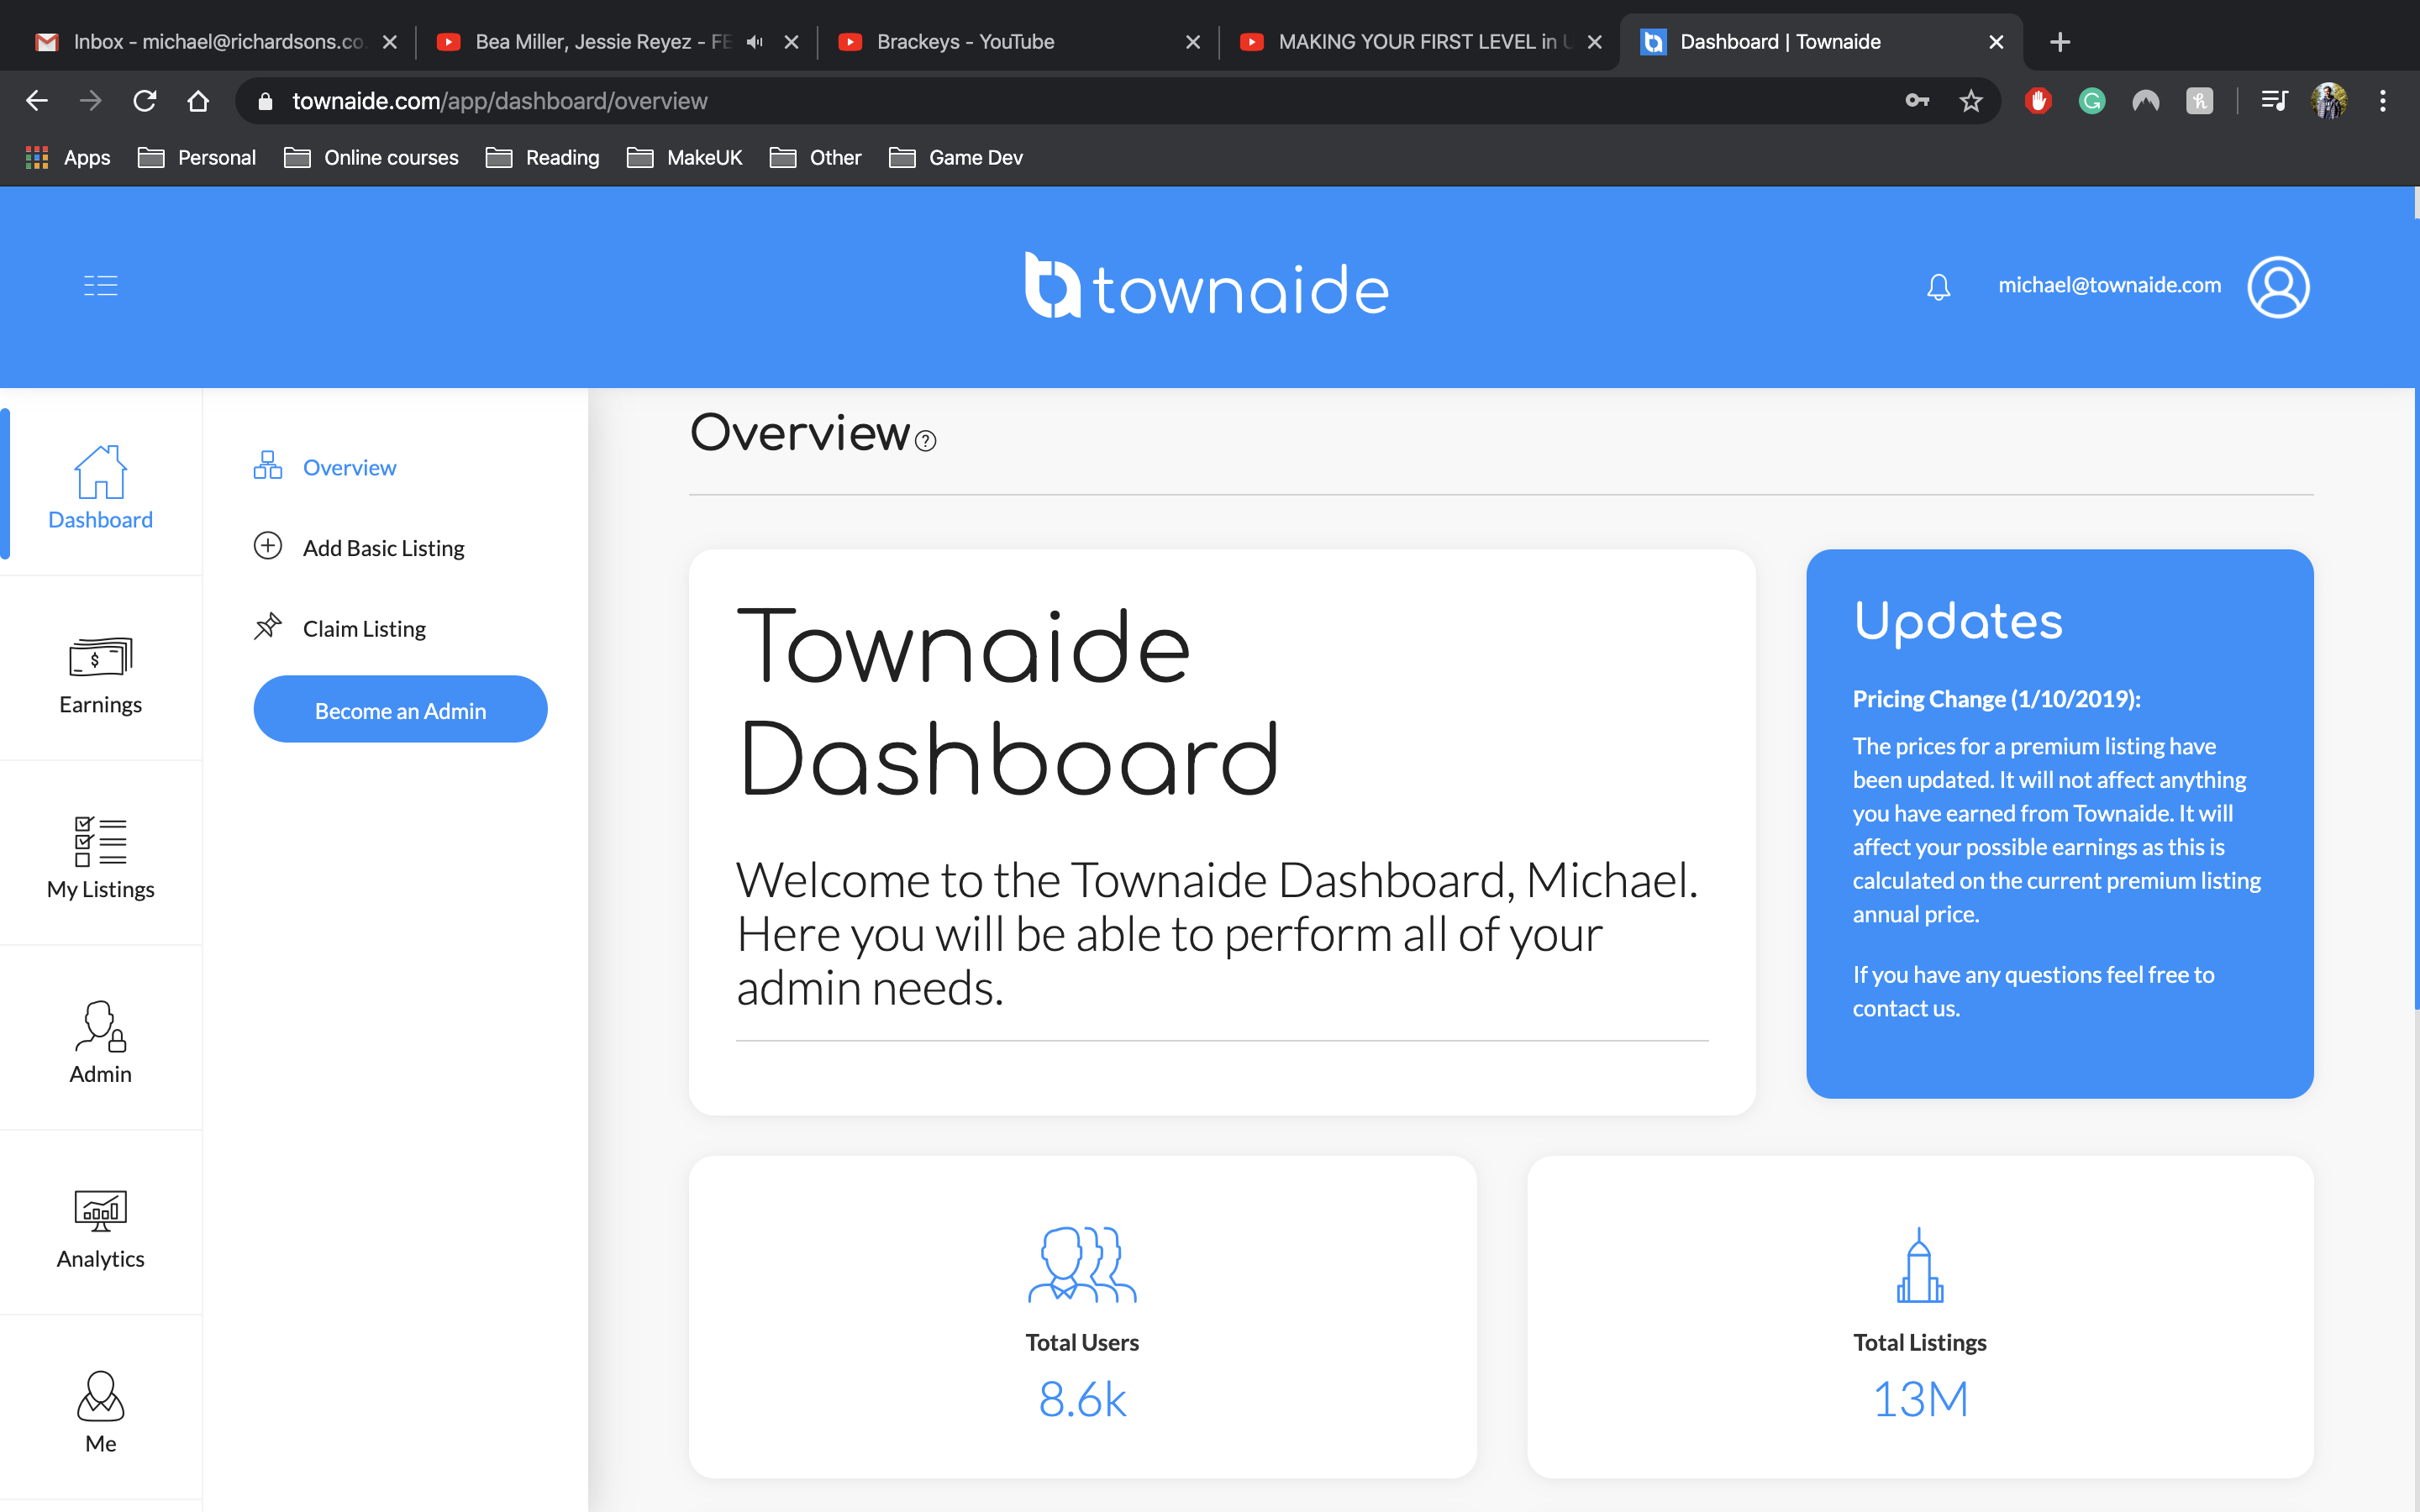 Inbox - michael@richardsons.co
Bea Miller, Jessie Reyez - FE
Brackeys - YouTube
MAKING YOUR FIRST LEVEL in U
Dashboard | Townaide
townaide.com/app/dashboard/overview
Apps
Personal
Online courses
Reading
MakeUK
Other
Game Dev
townaide
michael@townaide.com
Dashboard
Earnings
My Listings
Admin
Analytics
Me
Overview
Add Basic Listing
Claim Listing
Become an Admin
Overview ?
Townaide
Dashboard
Welcome to the Townaide Dashboard, Michael.
Here you will be able to perform all of your
admin needs.
Updates
Pricing Change (1/10/2019):
The prices for a premium listing have
been updated. It will not affect anything
you have earned from Townaide. It will
affect your possible earnings as this is
calculated on the current premium listing
annual price.
If you have any questions feel free to
contact us.
Total Users
8.6k
Total Listings
13M